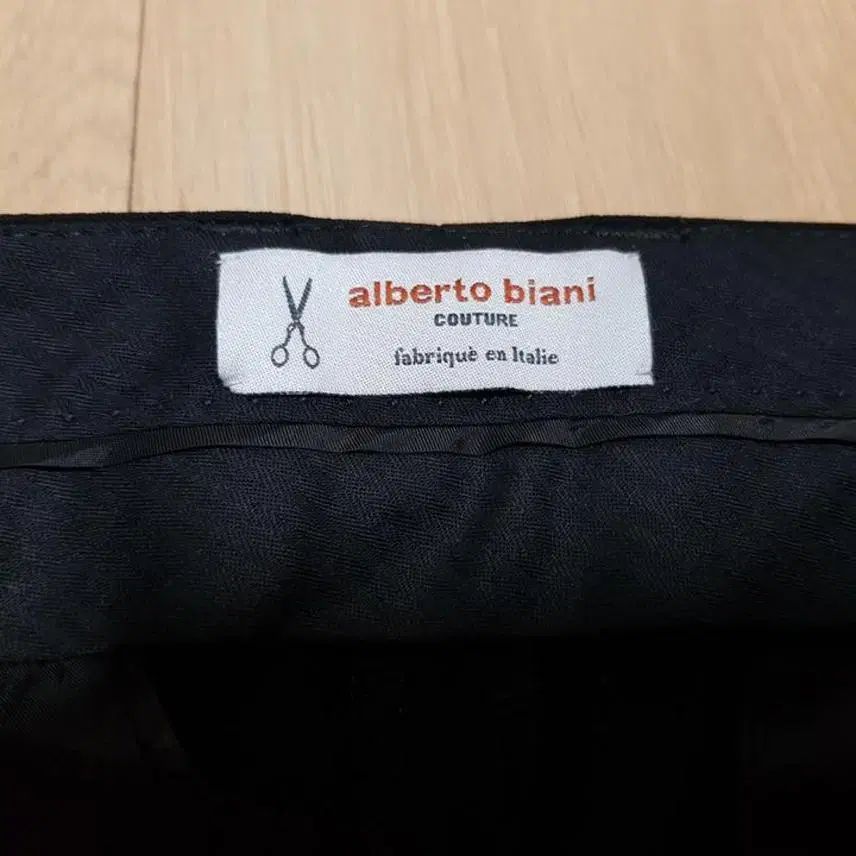 alberto biani
COUTURE
fabriquè en Italie